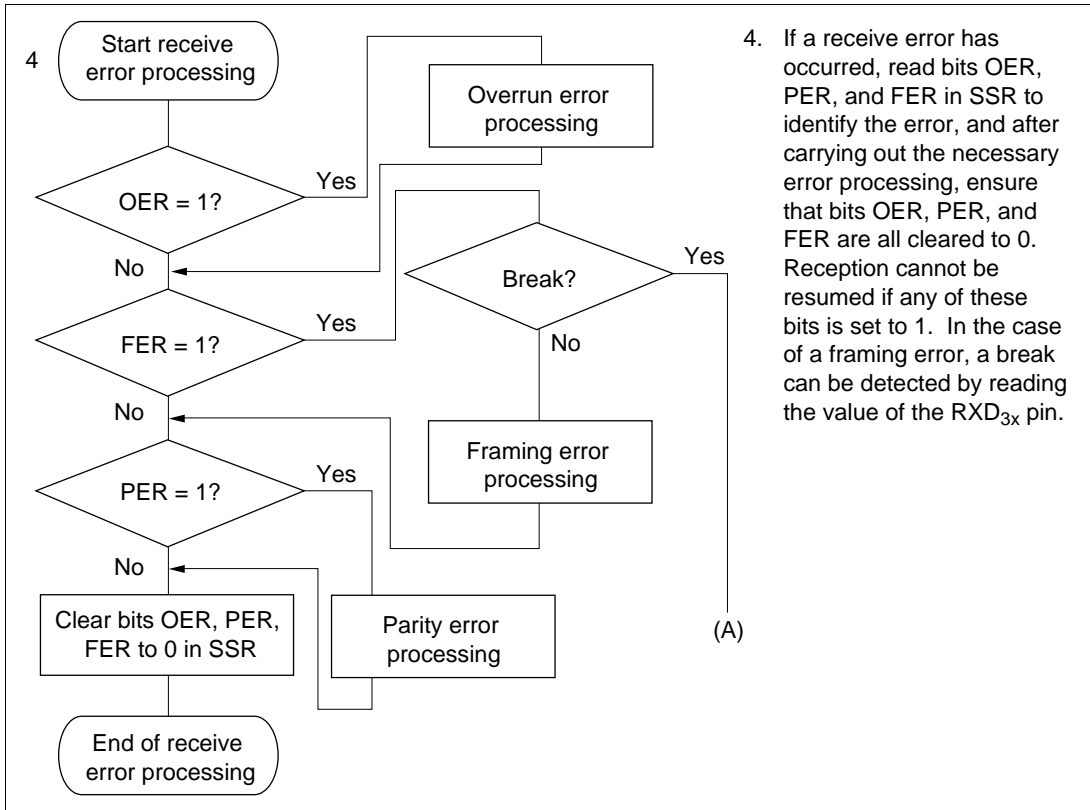 4
Start receive
error processing
Overrun error
processing
OER = 1?
Yes
No
Break?
Yes
No
FER = 1?
Yes
No
Framing error
processing
PER = 1?
Yes
No
Clear bits OER, PER,
FER to 0 in SSR
Parity error
processing
(A)
End of receive
error processing
4. If a receive error has
occurred, read bits OER,
PER, and FER in SSR to
identify the error, and after
carrying out the necessary
error processing, ensure
that bits OER, PER, and
FER are all cleared to 0.
Reception cannot be
resumed if any of these
bits is set to 1. In the case
of a framing error, a break
can be detected by reading
the value of the RXD3x pin.